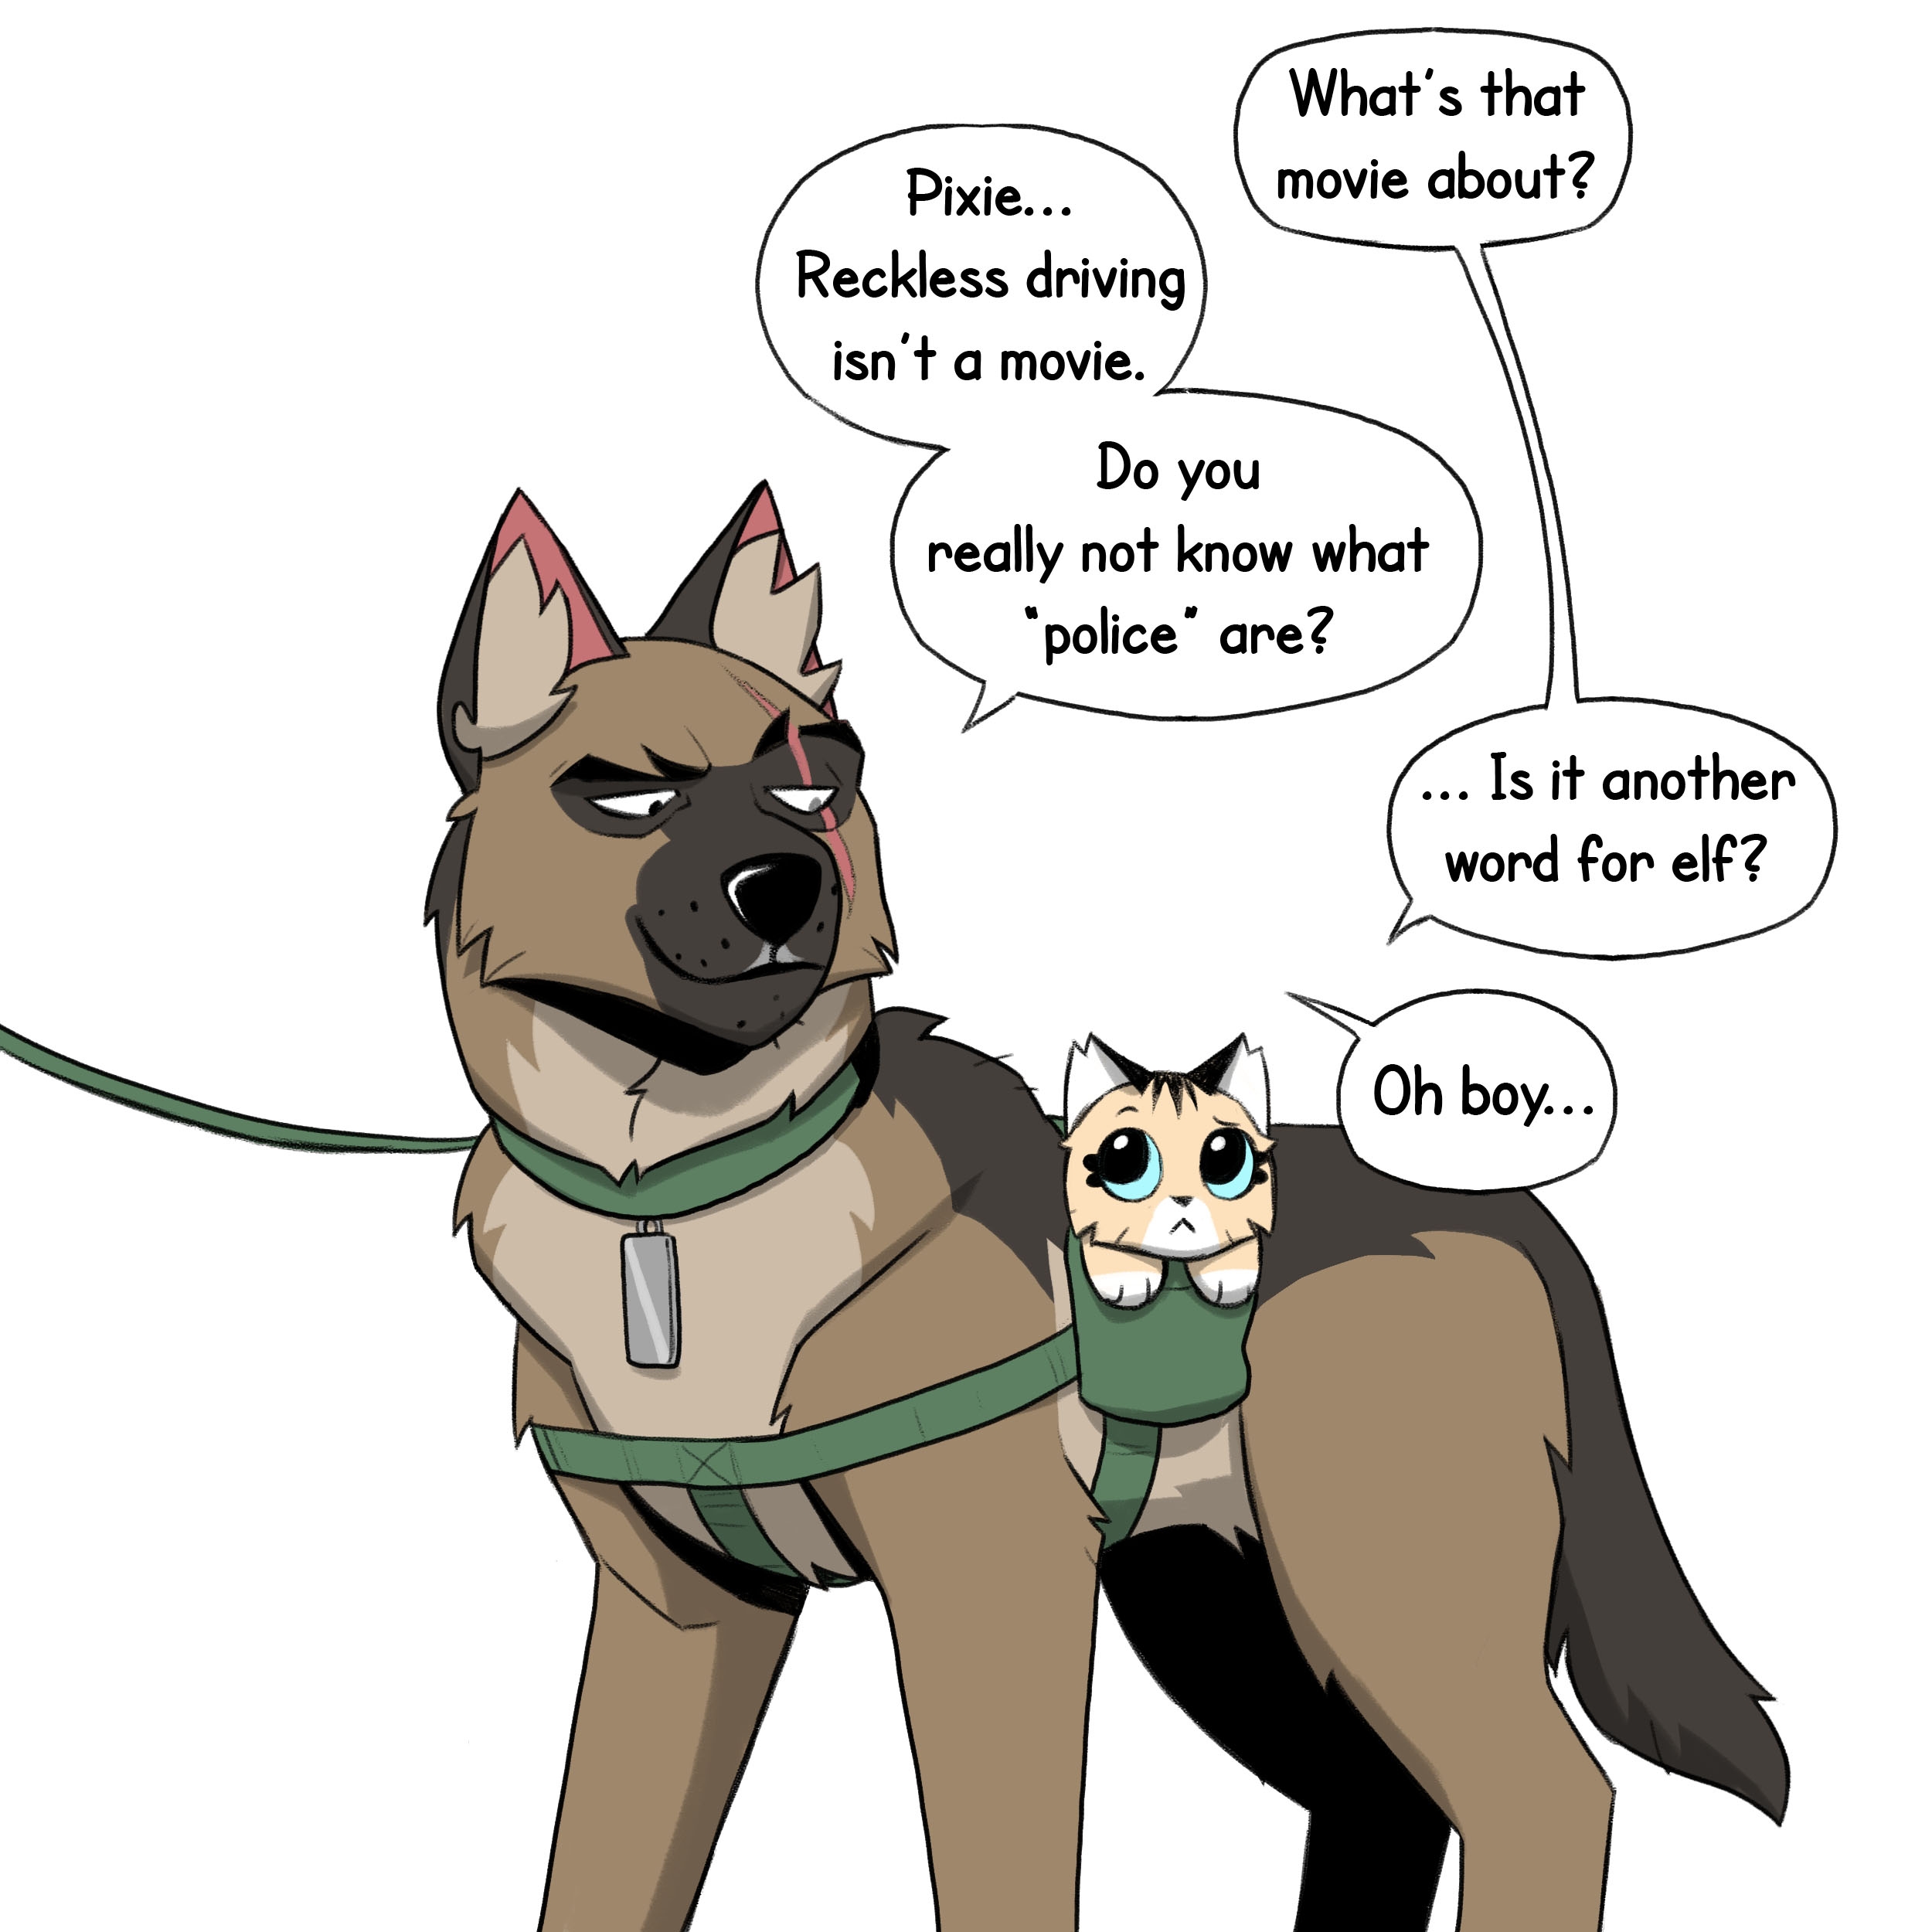 What's that
movie about?
Pixie...
Reckless driving
isn't a movie.
Do you
really not know what
"police" are?
... Is it another
word for elf?
Oh boy...